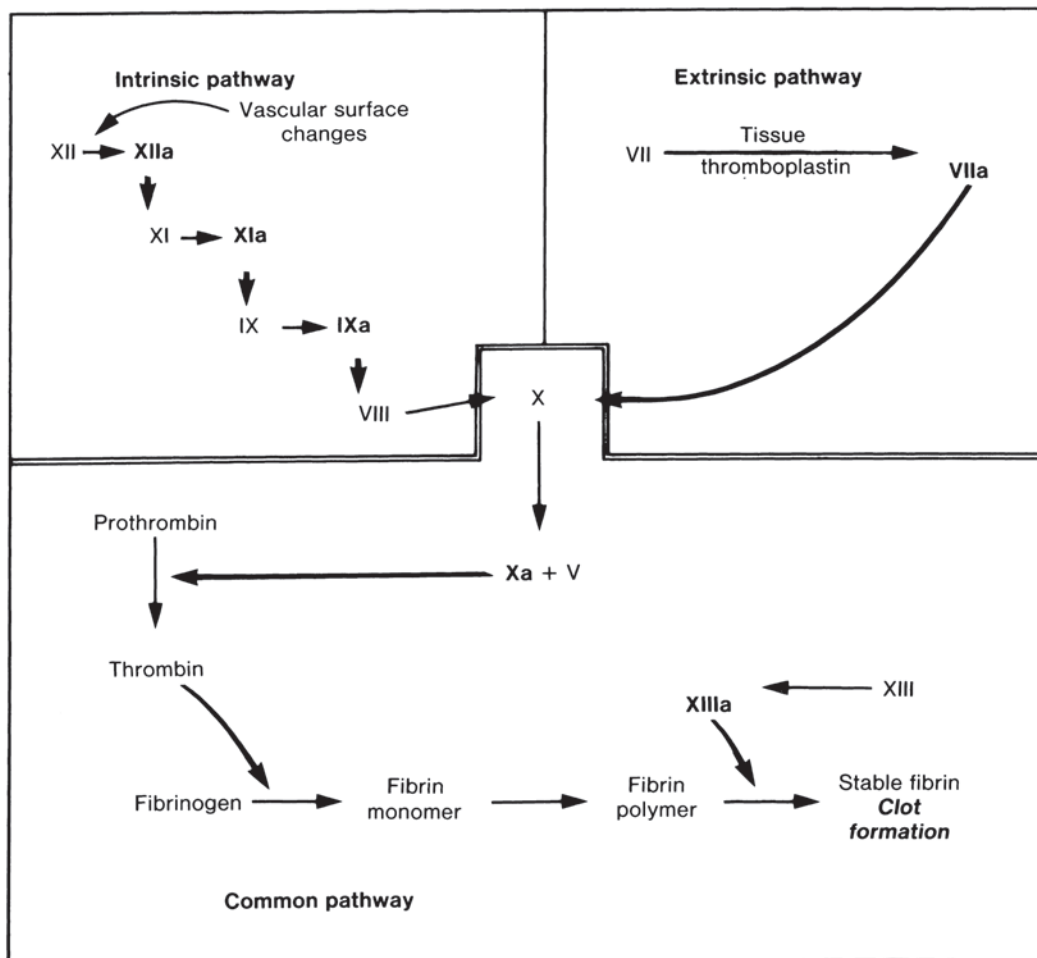 Intrinsic pathway
Vascular surface
changes
XII
XIIa
XI
XIa
IX
IXa
VIII
Extrinsic pathway
VII
Tissue
thromboplastin
VIIa
X
Prothrombin
Xa + V
Thrombin
XIIIa
XIII
Fibrinogen
Fibrin
monomer
Fibrin
polymer
Stable fibrin
Clot
formation
Common pathway